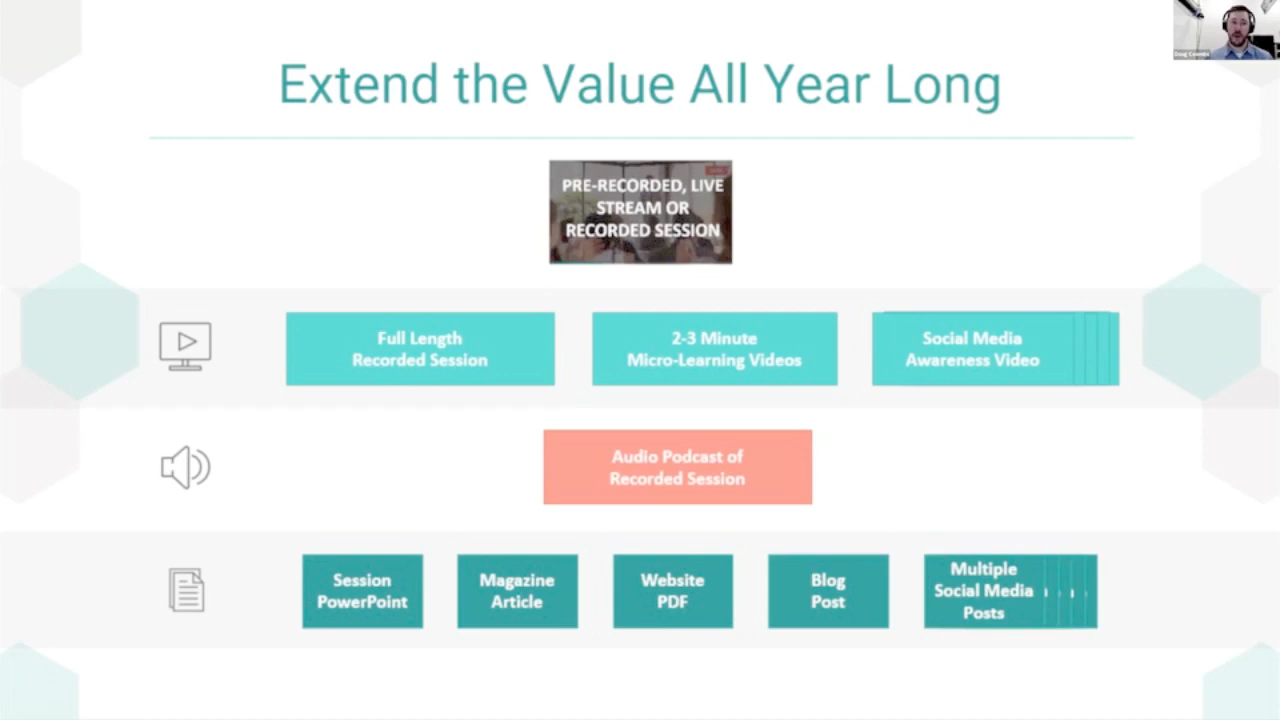 Extend the Value All Year Long
PRE-RECORDED, LIVE
STREAM OR
RECORDED SESSION
Full Length
Recorded Session
2-3 Minute
Micro-Learning Videos
Social Media
Awareness Video
Audio Podcast of
Recorded Session
Session
PowerPoint
Magazine
Article
Website
PDF
Blog
Post
Multiple
Social Media
Posts